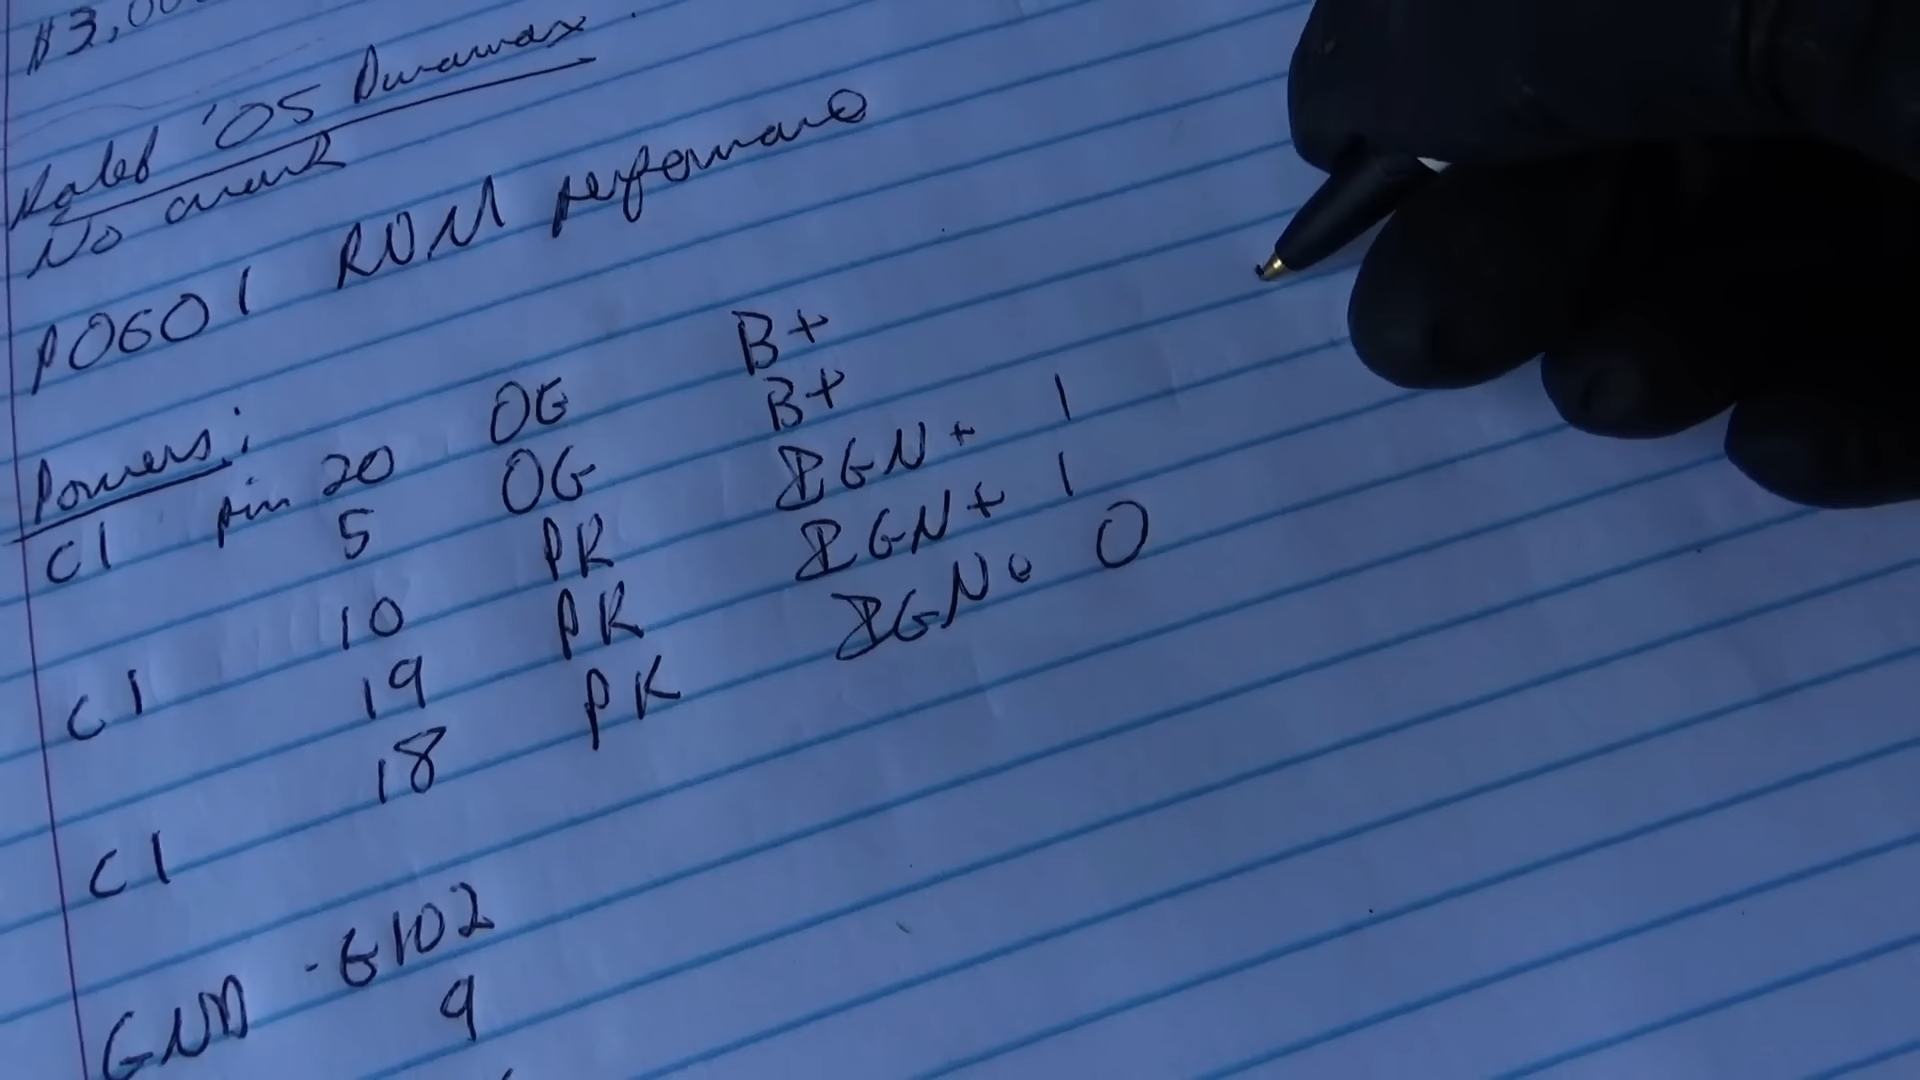 $3,00
Kaleb '05 Duramax
No crank
P0601 ROM performance
Powers:
C1 pin 20 OG B+
5 OG B+
C1 10 PK IGN+ 1
19 PK IGN+ 1
C1 18 PK IGN 0
GND - G102
9